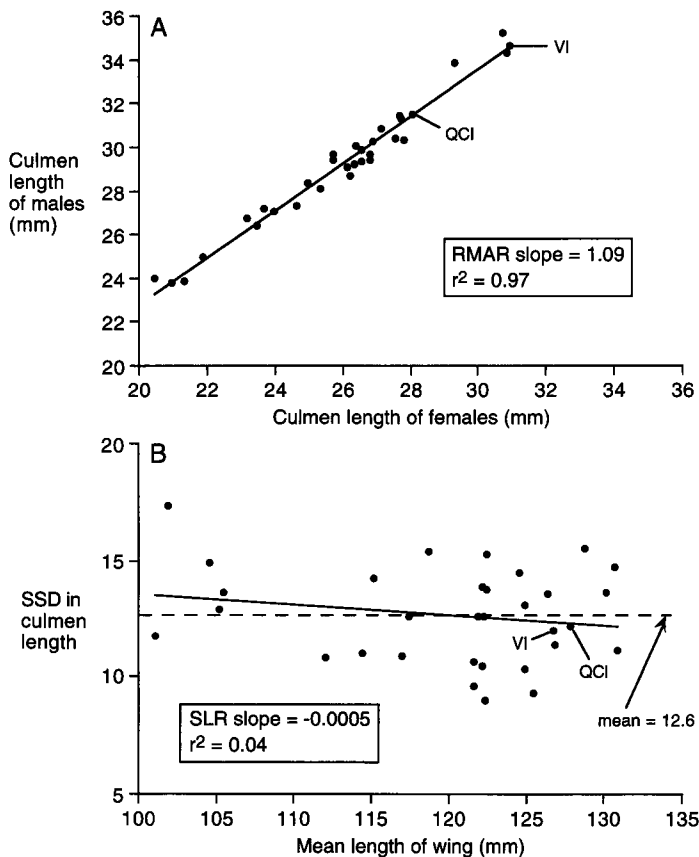 A
36
34
32
30
28
26
24
22
20
Culmen
length
of males
(mm)
VI
QCI
RMAR slope = 1.09
r² = 0.97
20 22 24 26 28 30 32 34 36
Culmen length of females (mm)
B
20
15
10
5
SSD in
culmen
length
VI
QCI
mean = 12.6
SLR slope = -0.0005
r² = 0.04
100 105 110 115 120 125 130 135
Mean length of wing (mm)